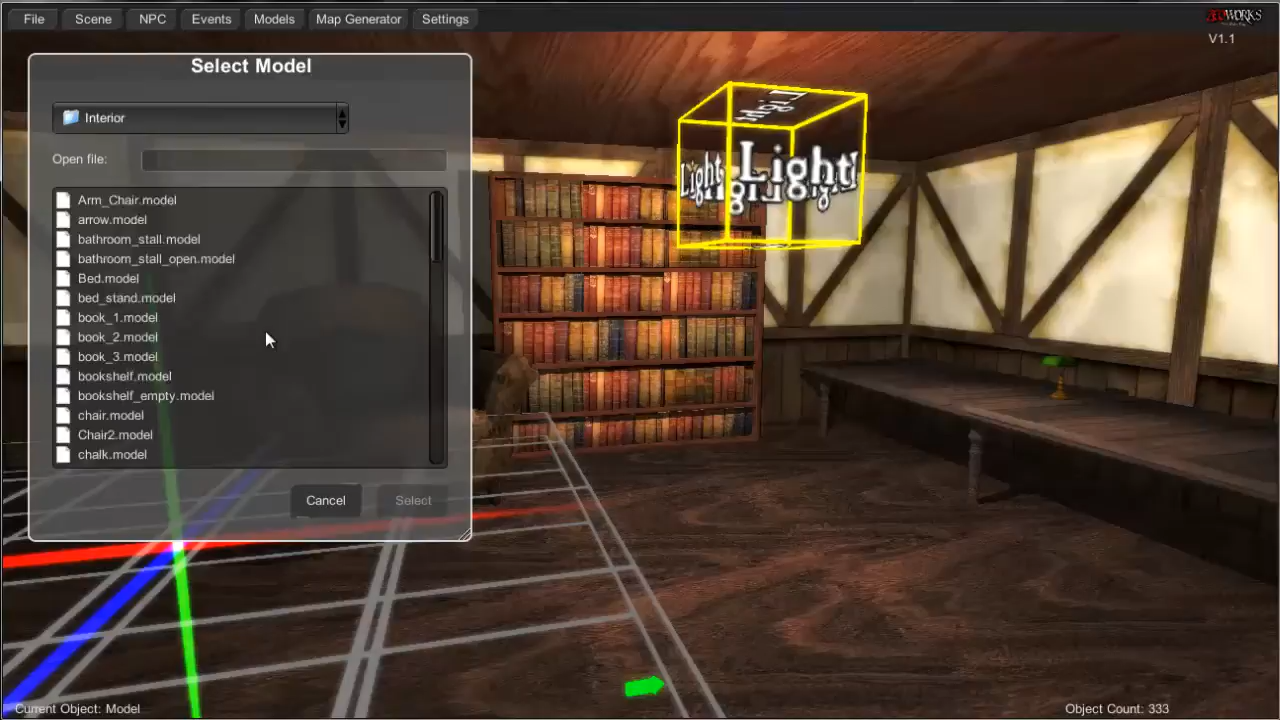 File Scene NPC Events Models Map Generator Settings
V1.1
Select Model
Interior
Open file:
Arm_Chair.model
arrow.model
bathroom_stall.model
bathroom_stall_open.model
Bed.model
bed_stand.model
book_1.model
book_2.model
book_3.model
bookshelf.model
bookshelf_empty.model
chair.model
Chair2.model
chalk.model
Cancel Select
Light
Light Light
Current Object: Model
Object Count: 333